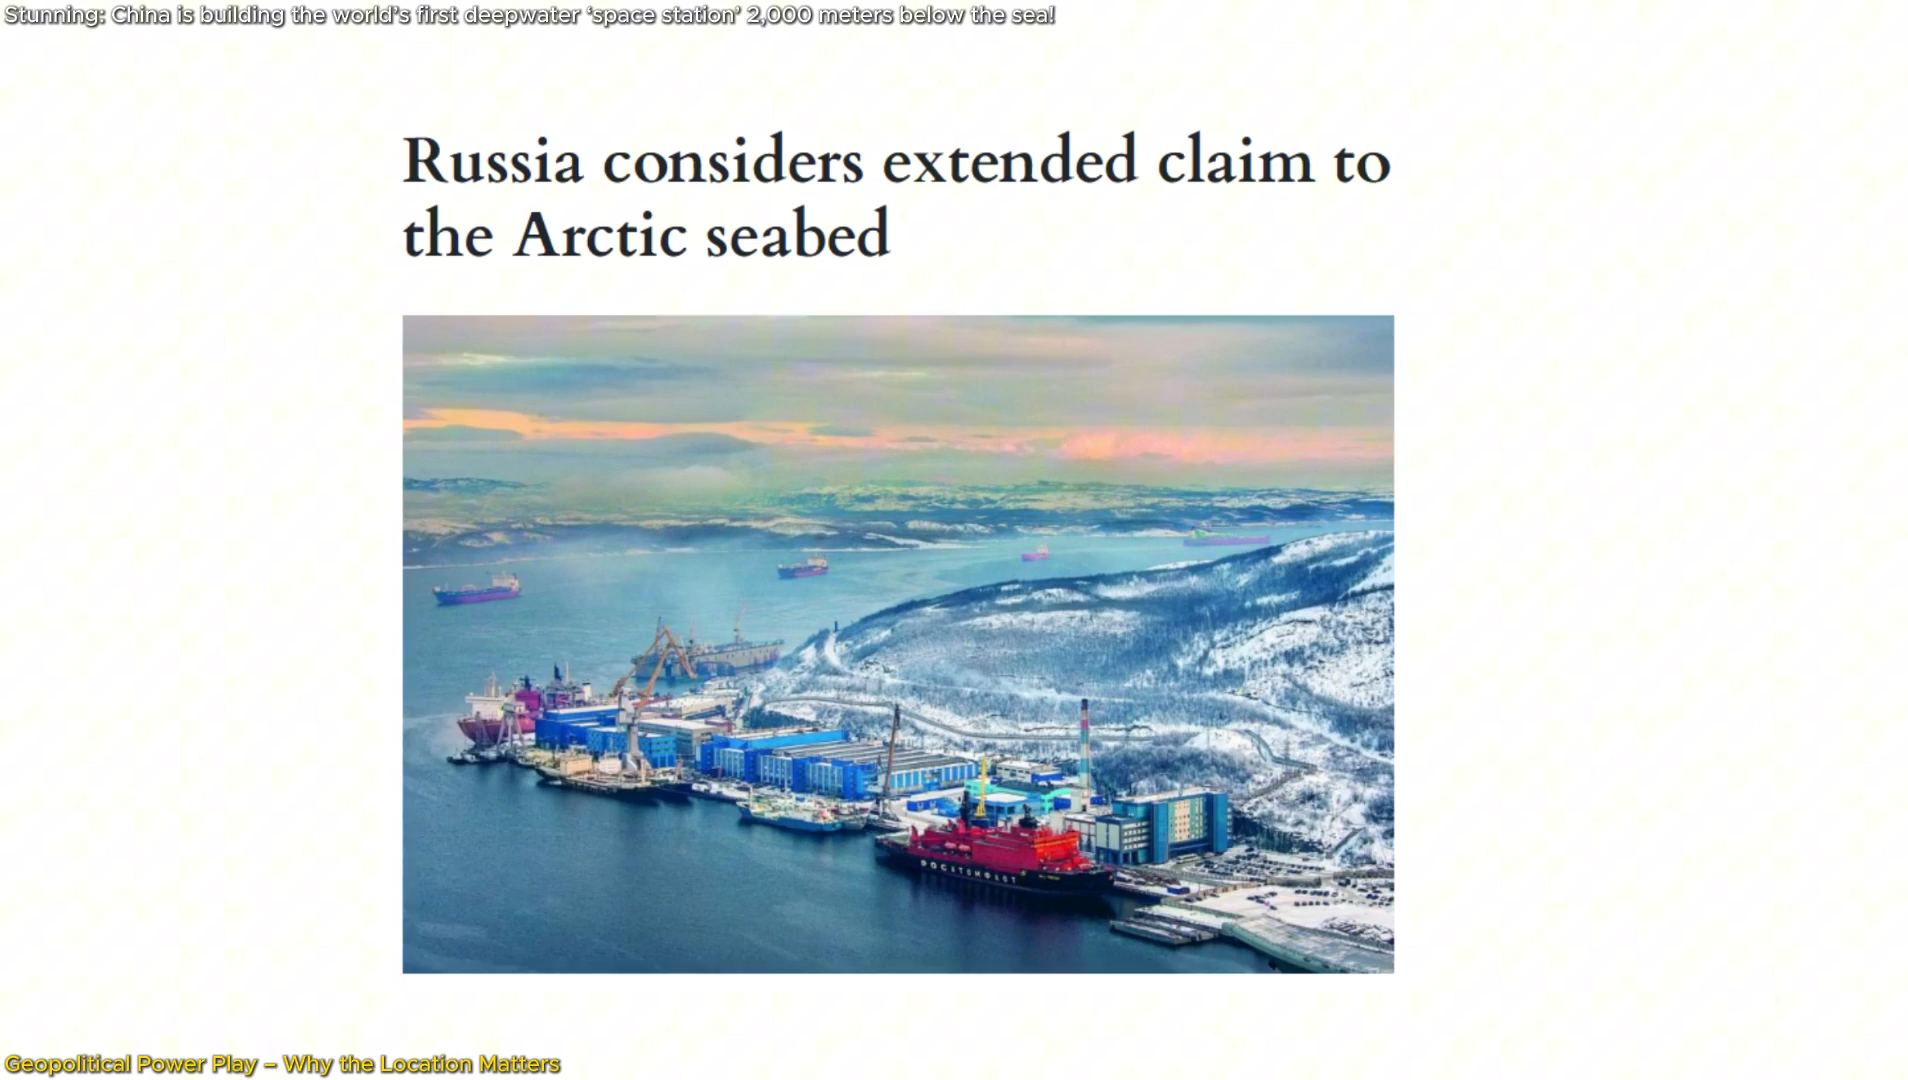 Stunning: China is building the world's first deepwater ‘space station’ 2,000 meters below the sea!
Russia considers extended claim to
the Arctic seabed
РОСАТОМФЛОТ
Geopolitical Power Play – Why the Location Matters